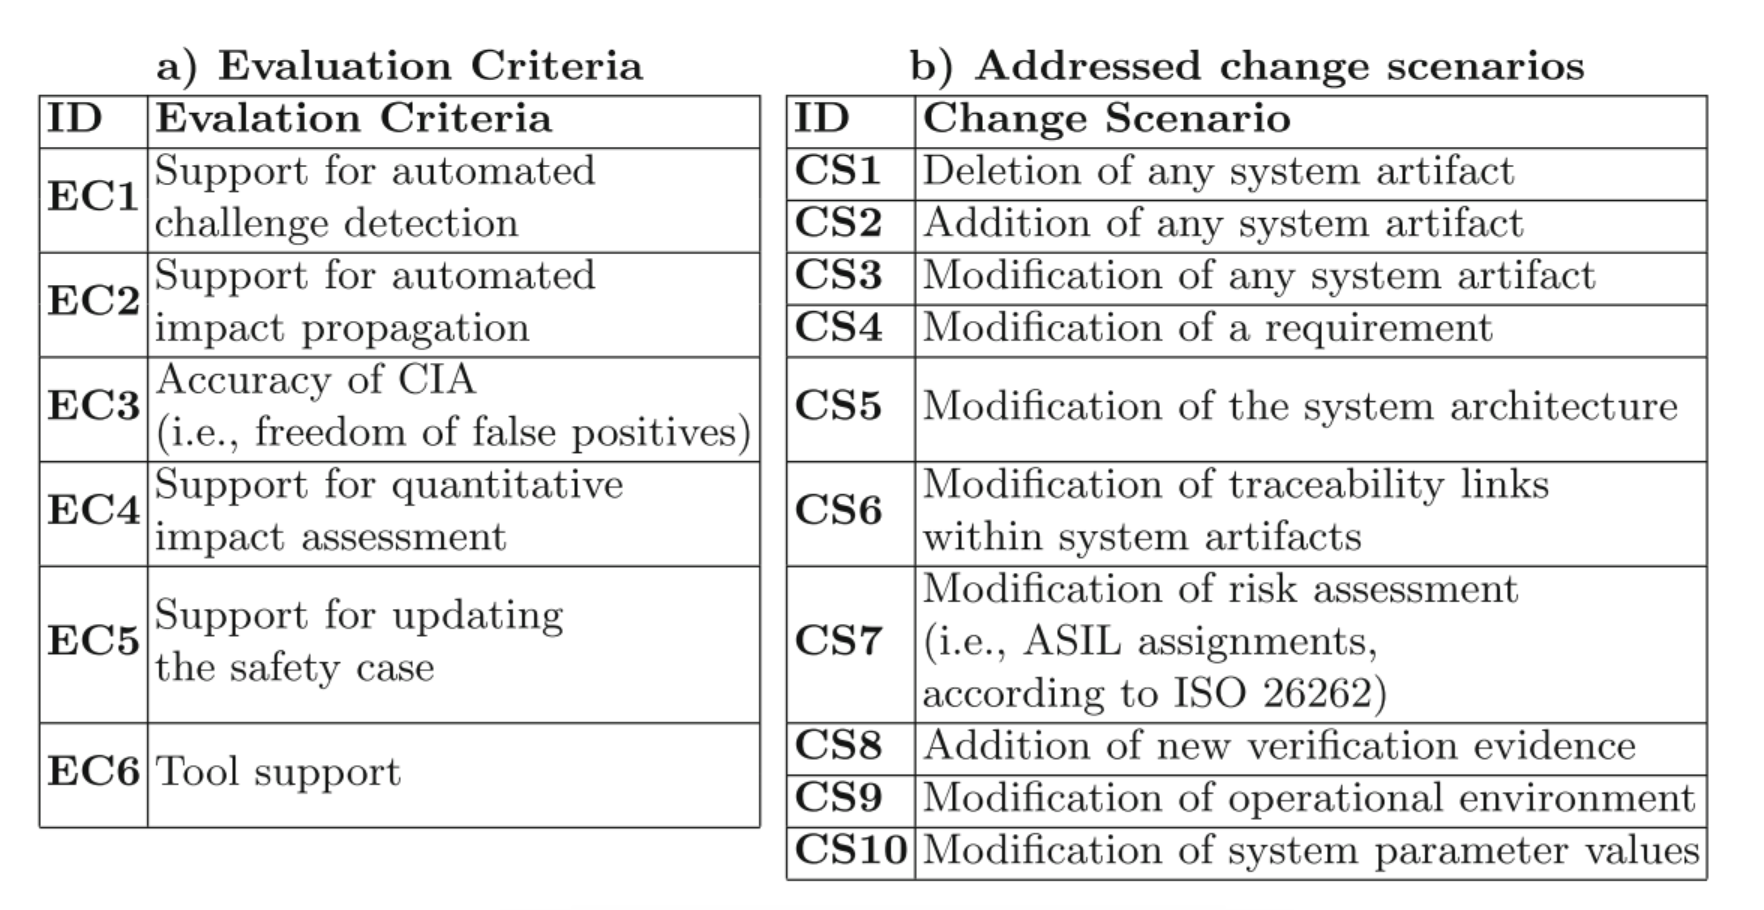 a) Evaluation Criteria
ID Evalation Criteria
EC1 Support for automated
challenge detection
EC2 Support for automated
impact propagation
EC3 Accuracy of CIA
(i.e., freedom of false positives)
EC4 Support for quantitative
impact assessment
EC5 Support for updating
the safety case
EC6 Tool support
b) Addressed change scenarios
ID Change Scenario
CS1 Deletion of any system artifact
CS2 Addition of any system artifact
CS3 Modification of any system artifact
CS4 Modification of a requirement
CS5 Modification of the system architecture
CS6 Modification of traceability links
within system artifacts
CS7 Modification of risk assessment
(i.e., ASIL assignments,
according to ISO 26262)
CS8 Addition of new verification evidence
CS9 Modification of operational environment
CS10 Modification of system parameter values